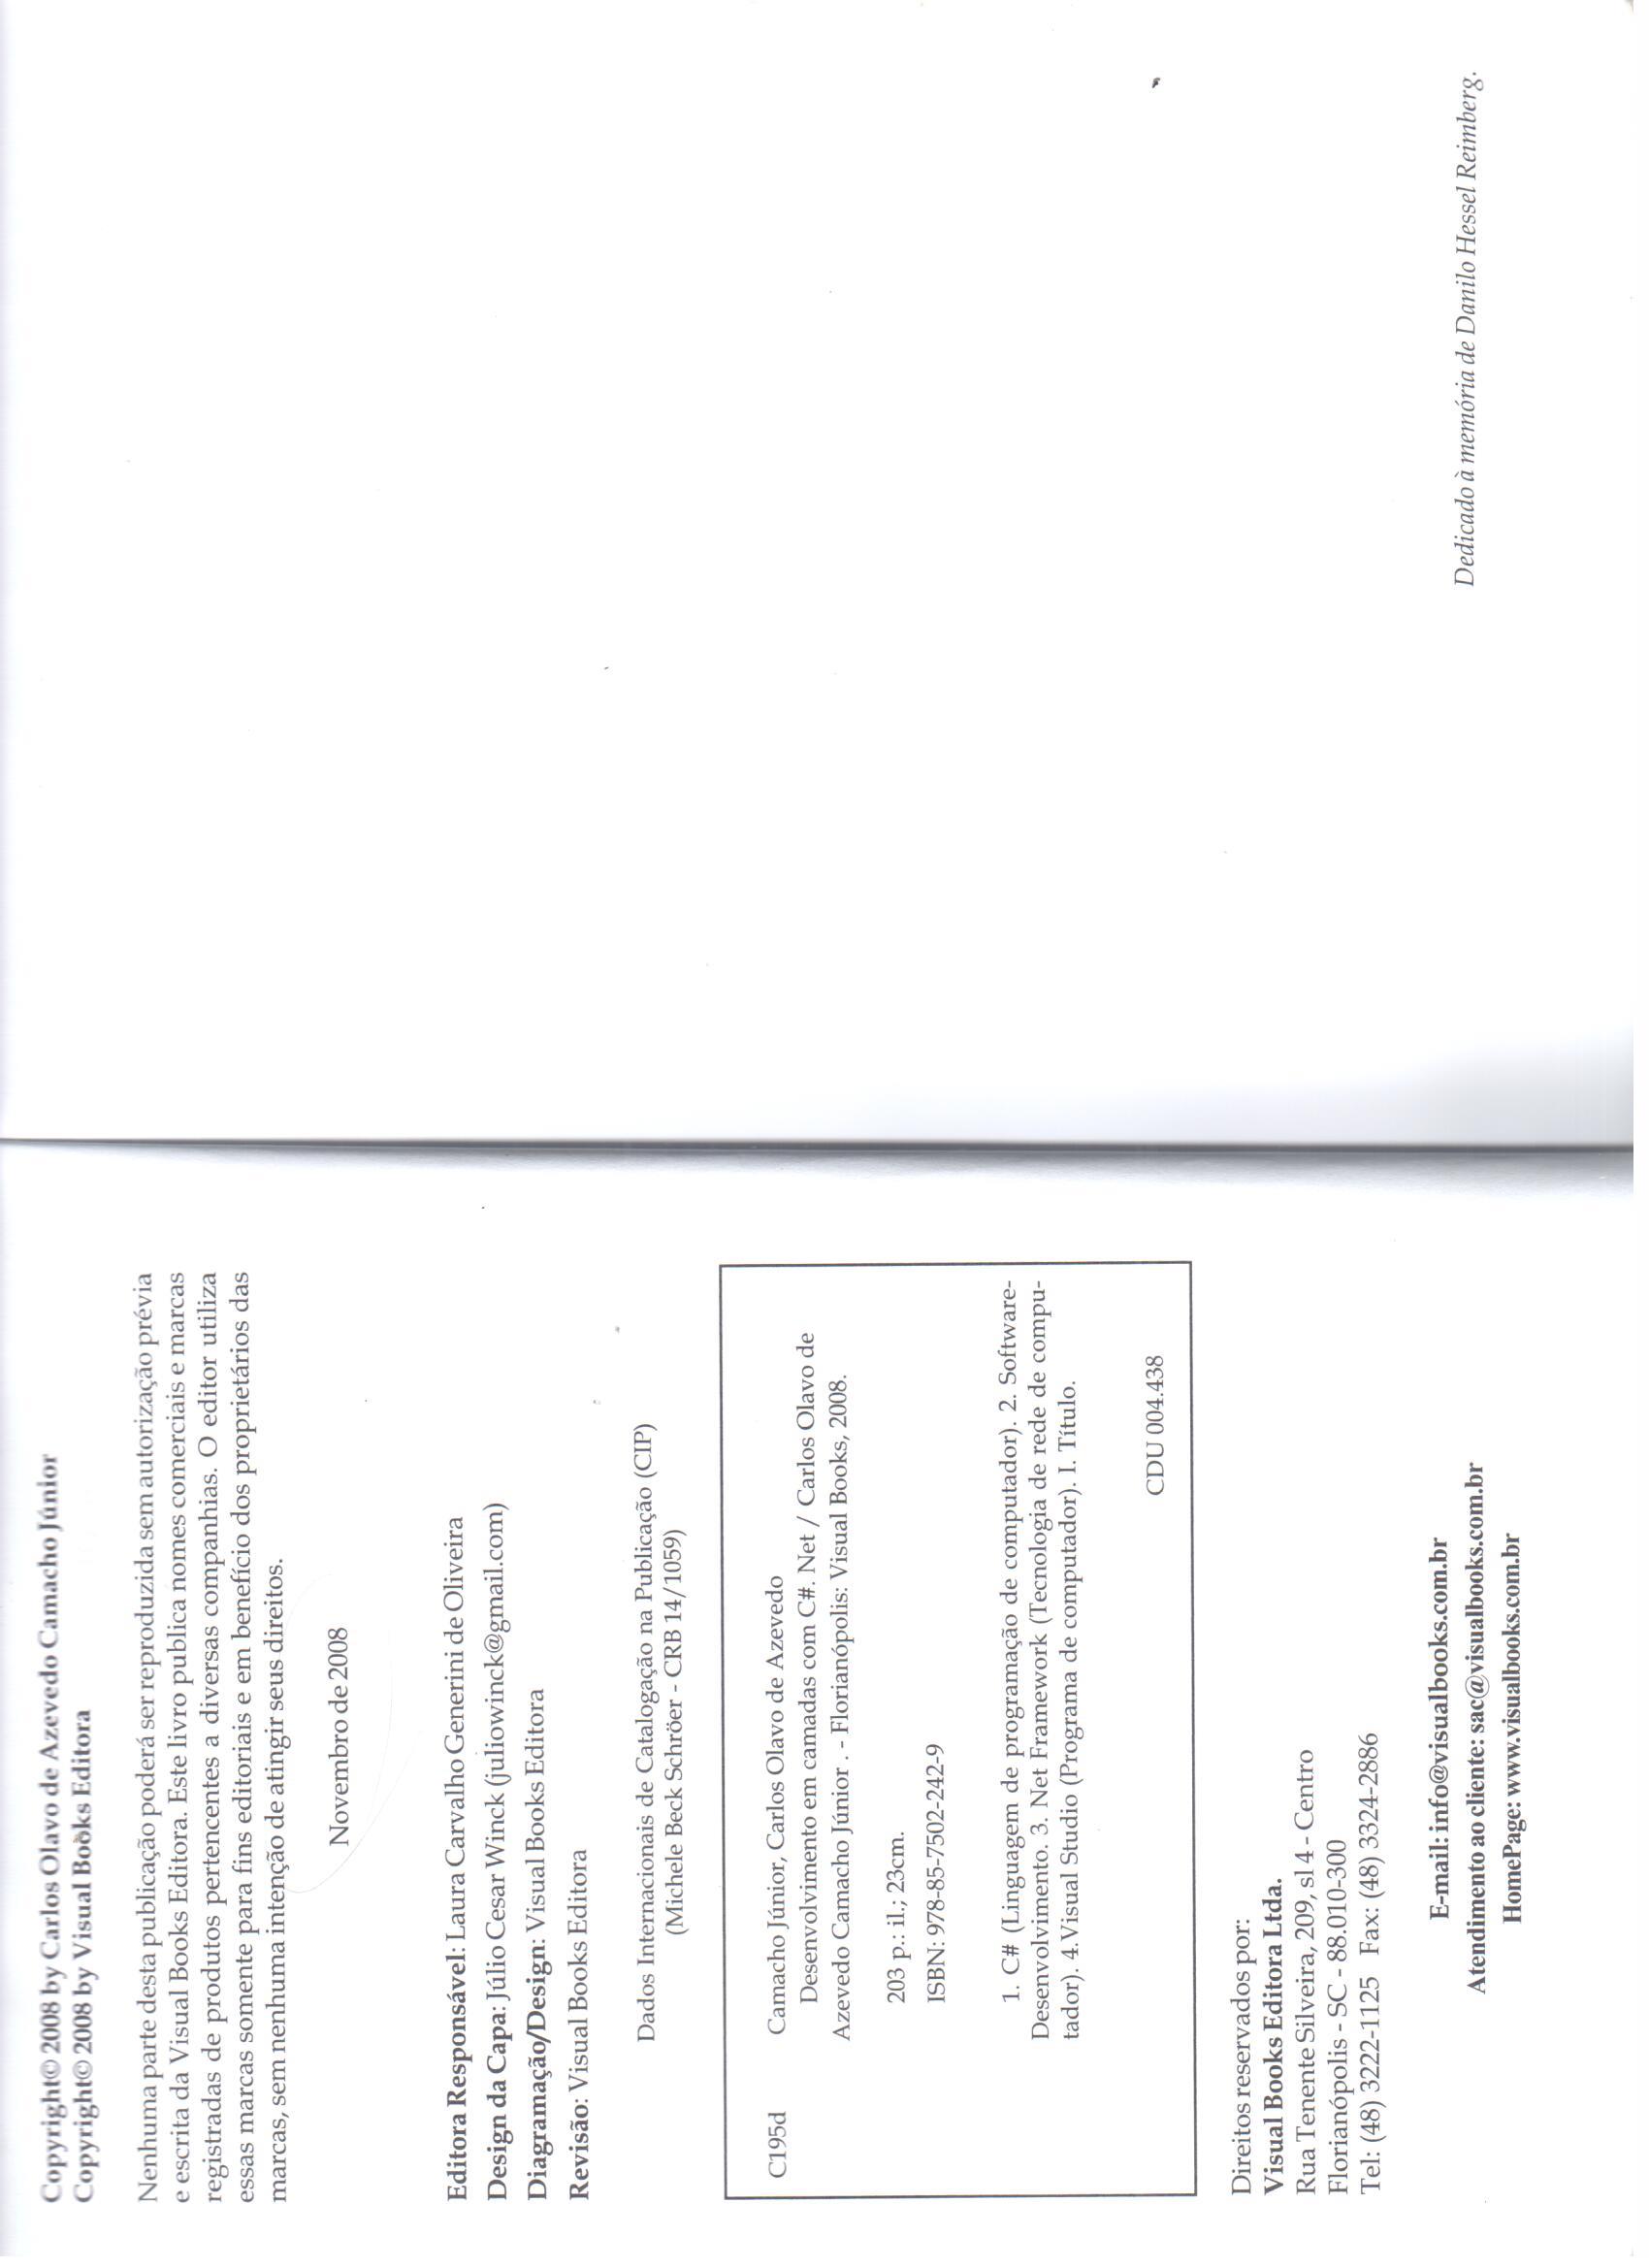 Copyright© 2008 by Carlos Olavo de Azevedo Camacho Júnior
Copyright© 2008 by Visual Books Editora
Nenhuma parte desta publicação poderá ser reproduzida sem autorização prévia
e escrita da Visual Books Editora. Este livro publica nomes comerciais e marcas
registradas de produtos pertencentes a diversas companhias. O editor utiliza
essas marcas somente para fins editoriais e em benefício dos proprietários das
marcas, sem nenhuma intenção de atingir seus direitos.
Novembro de 2008
Editora Responsável: Laura Carvalho Generini de Oliveira
Design da Capa: Júlio Cesar Winck (juliowinck@gmail.com)
Diagramação/Design: Visual Books Editora
Revisão: Visual Books Editora
Dados Internacionais de Catalogação na Publicação (CIP)
(Michele Beck Schröer - CRB 14/1059)
C195d Camacho Júnior, Carlos Olavo de Azevedo
Desenvolvimento em camadas com C#. Net / Carlos Olavo de
Azevedo Camacho Júnior . - Florianópolis: Visual Books, 2008.
203 p.: il.; 23cm.
ISBN: 978-85-7502-242-9
1. C# (Linguagem de programação de computador). 2. Software-
Desenvolvimento. 3. Net Framework (Tecnologia de rede de compu-
tador). 4.Visual Studio (Programa de computador). I. Título.
CDU 004.438
Direitos reservados por:
Visual Books Editora Ltda.
Rua Tenente Silveira, 209, sl 4 - Centro
Florianópolis - SC - 88.010-300
Tel: (48) 3222-1125 Fax: (48) 3324-2886
E-mail: info@visualbooks.com.br
Atendimento ao cliente: sac@visualbooks.com.br
HomePage: www.visualbooks.com.br
Dedicado à memória de Danilo Hessel Reimberg.